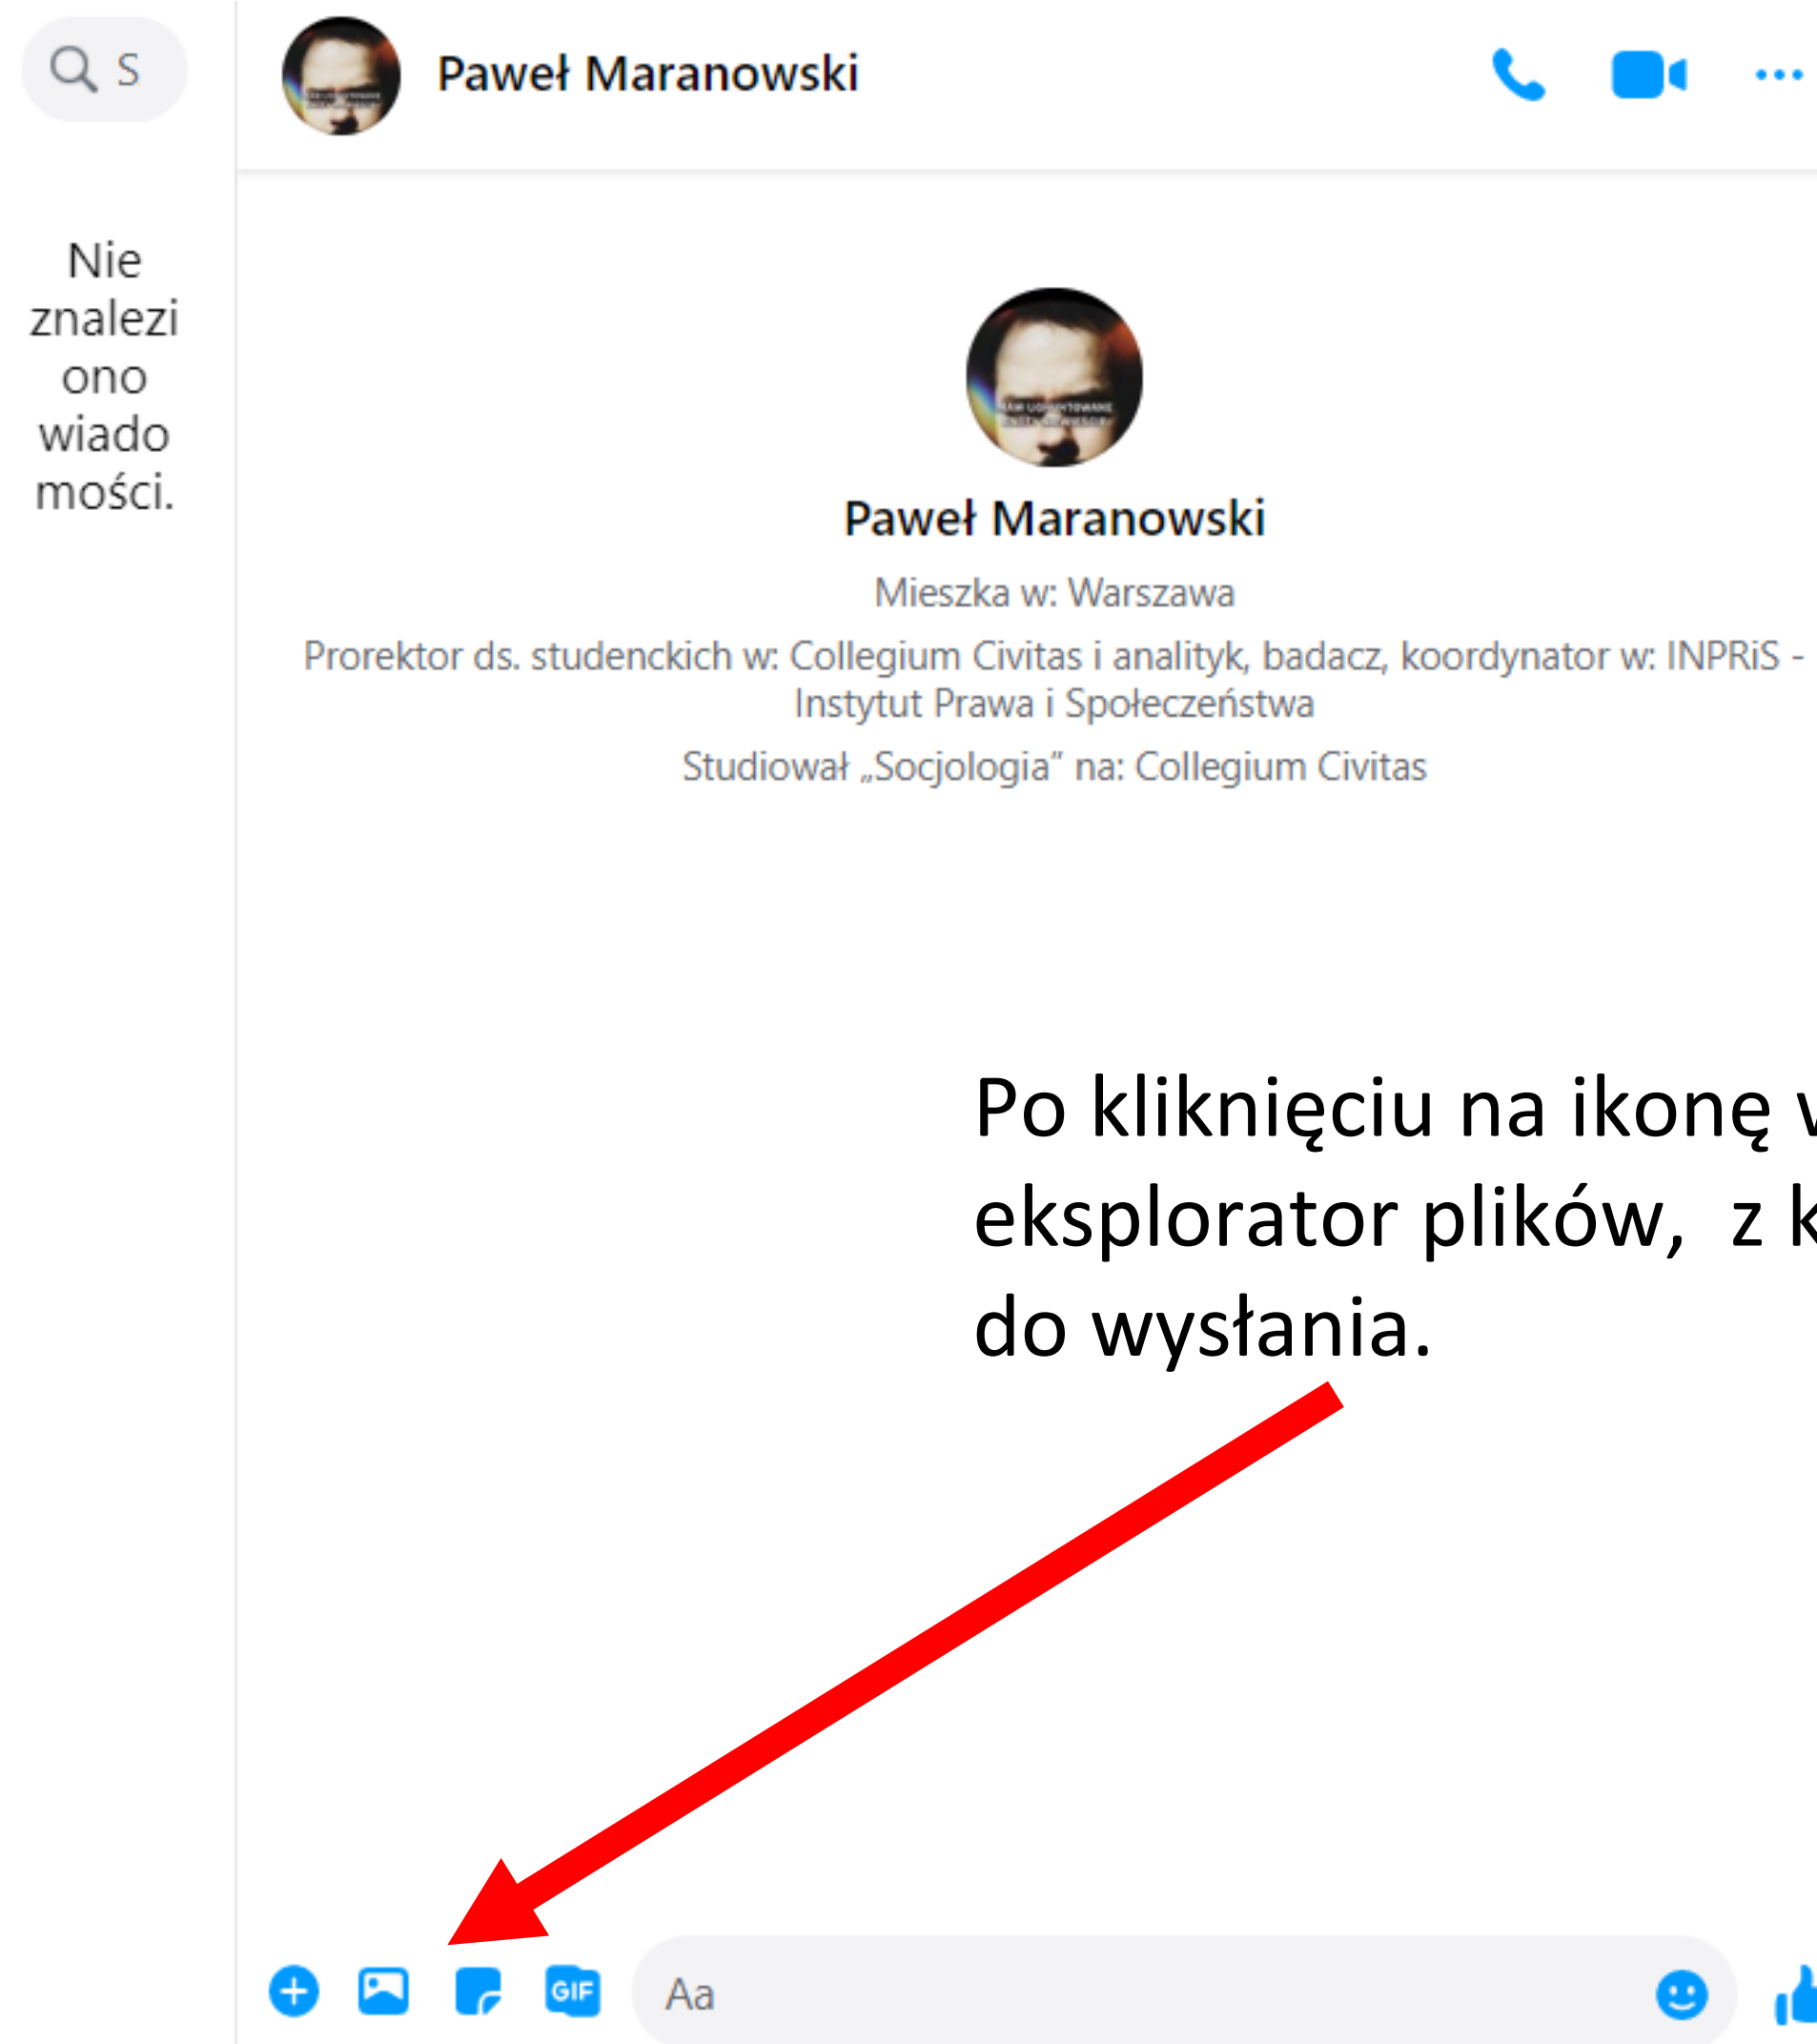 S
Paweł Maranowski
Nie
znalezi
ono
wiado
mości.
Paweł Maranowski
Mieszka w: Warszawa
Prorektor ds. studenckich w: Collegium Civitas i analityk, badacz, koordynator w: INPRiS -
Instytut Prawa i Społeczeństwa
Studiował „Socjologia” na: Collegium Civitas
Po kliknięciu na ikonę
eksplorator plików, z
do wysłania.
GIF
Aa